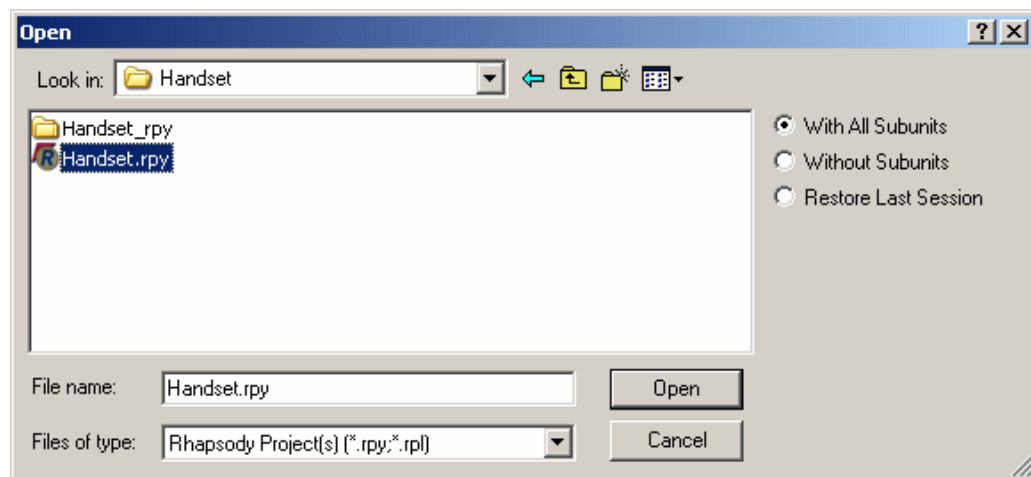 Open
Look in: Handset
Handset_rpy
Handset.rpy
With All Subunits
Without Subunits
Restore Last Session
File name: Handset.rpy Open
Files of type: Rhapsody Project(s) (*.rpy;*.rpl) Cancel